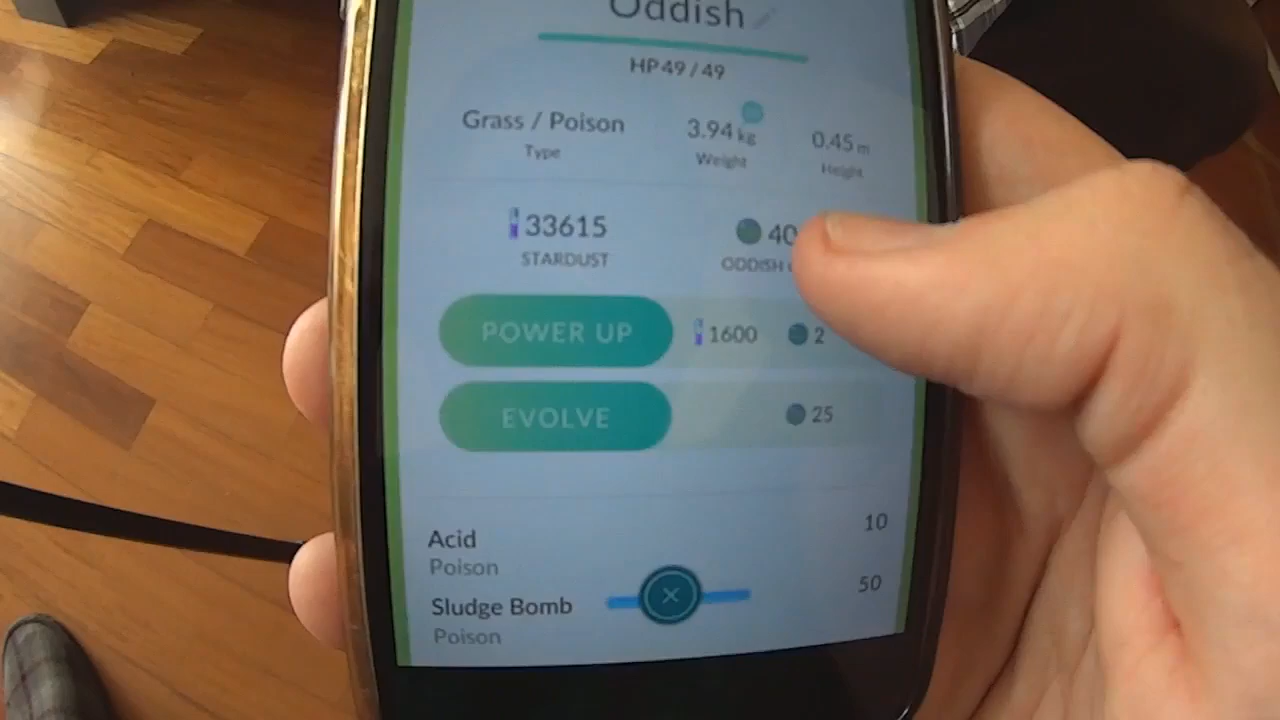 Oddish
HP 49 / 49
Grass / Poison 3.94 kg 0.45 m
Type Weight Height
33615 40
STARDUST ODDISH
POWER UP 1600 2
EVOLVE 25
Acid 10
Poison
Sludge Bomb 50
Poison